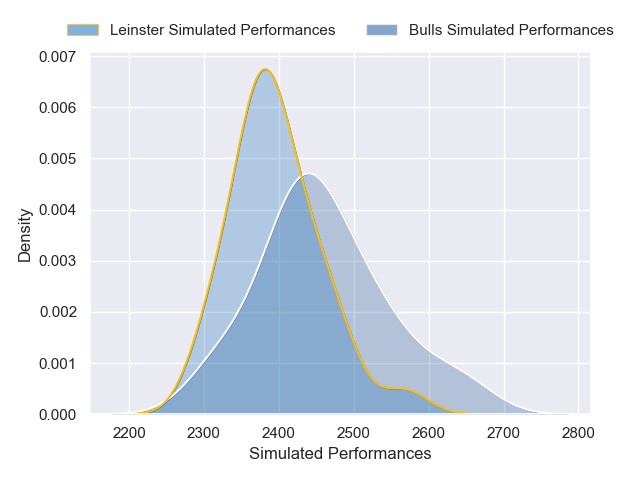 Leinster Simulated Performances
Bulls Simulated Performances
0.007
0.006
0.005
0.004
0.003
0.002
0.001
0.000
Density
2200 2300 2400 2500 2600 2700 2800
Simulated Performances